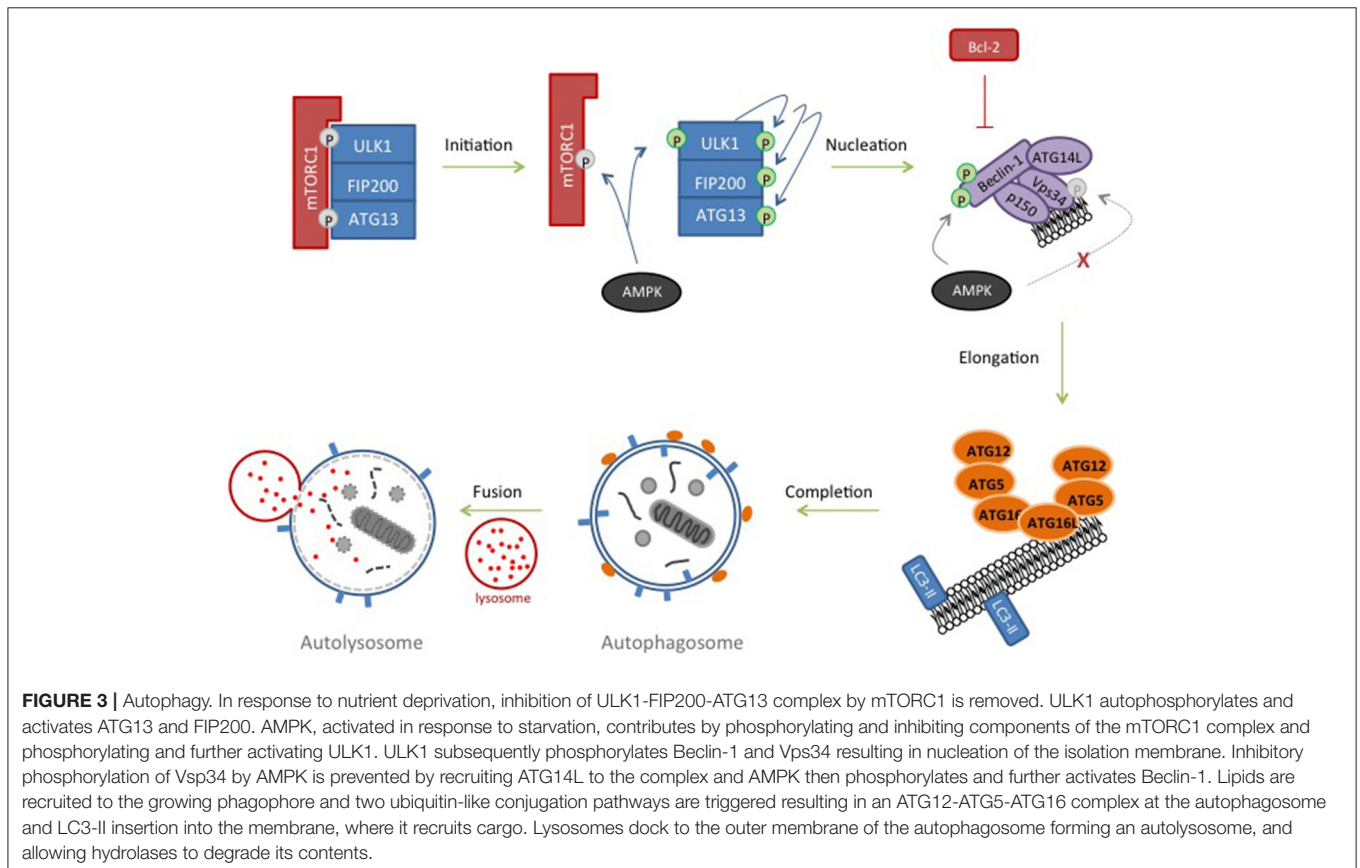 Bcl-2
mTORC1
P
ULK1
FIP200
P
ATG13
Initiation
mTORC1
P
P
ULK1
P
FIP200
P
ATG13
P
AMPK
Nucleation
P
P
Beclin-1
ATG14L
Vps34
P
p150
X
AMPK
Elongation
ATG12
ATG5
ATG16
ATG12
ATG5
ATG16L
LC3-II
LC3-II
Completion
Autophagosome
Fusion
lysosome
Autolysosome
FIGURE 3 | Autophagy. In response to nutrient deprivation, inhibition of ULK1-FIP200-ATG13 complex by mTORC1 is removed. ULK1 autophosphorylates and
activates ATG13 and FIP200. AMPK, activated in response to starvation, contributes by phosphorylating and inhibiting components of the mTORC1 complex and
phosphorylating and further activating ULK1. ULK1 subsequently phosphorylates Beclin-1 and Vps34 resulting in nucleation of the isolation membrane. Inhibitory
phosphorylation of Vsp34 by AMPK is prevented by recruiting ATG14L to the complex and AMPK then phosphorylates and further activates Beclin-1. Lipids are
recruited to the growing phagophore and two ubiquitin-like conjugation pathways are triggered resulting in an ATG12-ATG5-ATG16 complex at the autophagosome
and LC3-II insertion into the membrane, where it recruits cargo. Lysosomes dock to the outer membrane of the autophagosome forming an autolysosome, and
allowing hydrolases to degrade its contents.